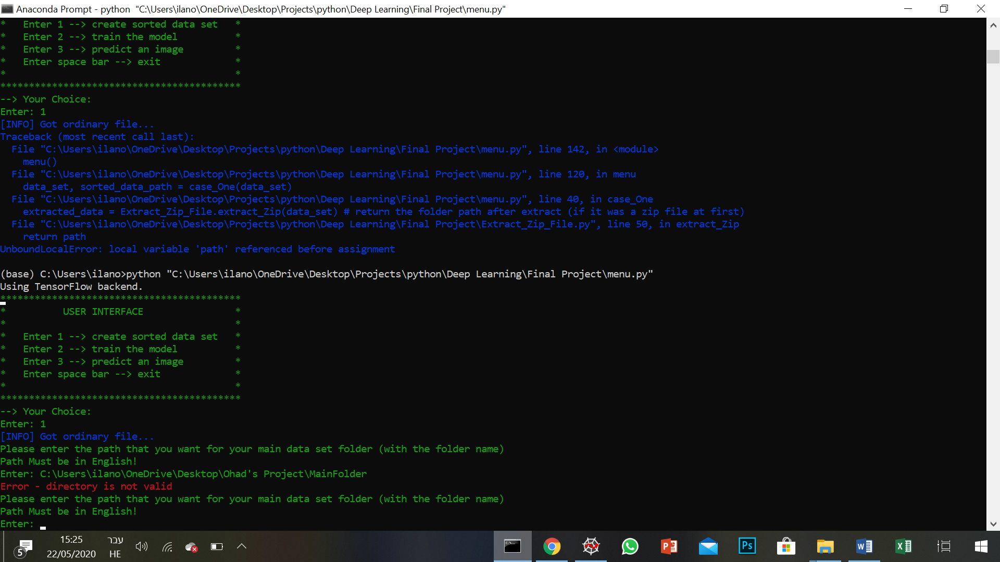 Anaconda Prompt - python "C:\Users\ilano\OneDrive\Desktop\Projects\python\Deep Learning\Final Project\menu.py"
* Enter 1 --> create sorted data set *
* Enter 2 --> train the model *
* Enter 3 --> predict an image *
* Enter space bar --> exit *
* *
******************************************
--> Your Choice:
Enter: 1
[INFO] Got ordinary file...
Traceback (most recent call last):
File "C:\Users\ilano\OneDrive\Desktop\Projects\python\Deep Learning\Final Project\menu.py", line 142, in <module>
menu()
File "C:\Users\ilano\OneDrive\Desktop\Projects\python\Deep Learning\Final Project\menu.py", line 120, in menu
data_set, sorted_data_path = case_One(data_set)
File "C:\Users\ilano\OneDrive\Desktop\Projects\python\Deep Learning\Final Project\menu.py", line 40, in case_One
extracted_data = Extract_Zip_File.extract_Zip(data_set) # return the folder path after extract (if it was a zip file at first)
File "C:\Users\ilano\OneDrive\Desktop\Projects\python\Deep Learning\Final Project\Extract_Zip_File.py", line 50, in extract_Zip
return path
UnboundLocalError: local variable 'path' referenced before assignment
(base) C:\Users\ilano>python "C:\Users\ilano\OneDrive\Desktop\Projects\python\Deep Learning\Final Project\menu.py"
Using TensorFlow backend.
******************************************
* USER INTERFACE *
* *
* Enter 1 --> create sorted data set *
* Enter 2 --> train the model *
* Enter 3 --> predict an image *
* Enter space bar --> exit *
* *
******************************************
--> Your Choice:
Enter: 1
[INFO] Got ordinary file...
Please enter the path that you want for your main data set folder (with the folder name)
Path Must be in English!
Enter: C:\Users\ilano\OneDrive\Desktop\Ohad's Project\MainFolder
Error - directory is not valid
Please enter the path that you want for your main data set folder (with the folder name)
Path Must be in English!
Enter:
5
15:25
22/05/2020
עבר
HE
C:\
P
Ps
W
X